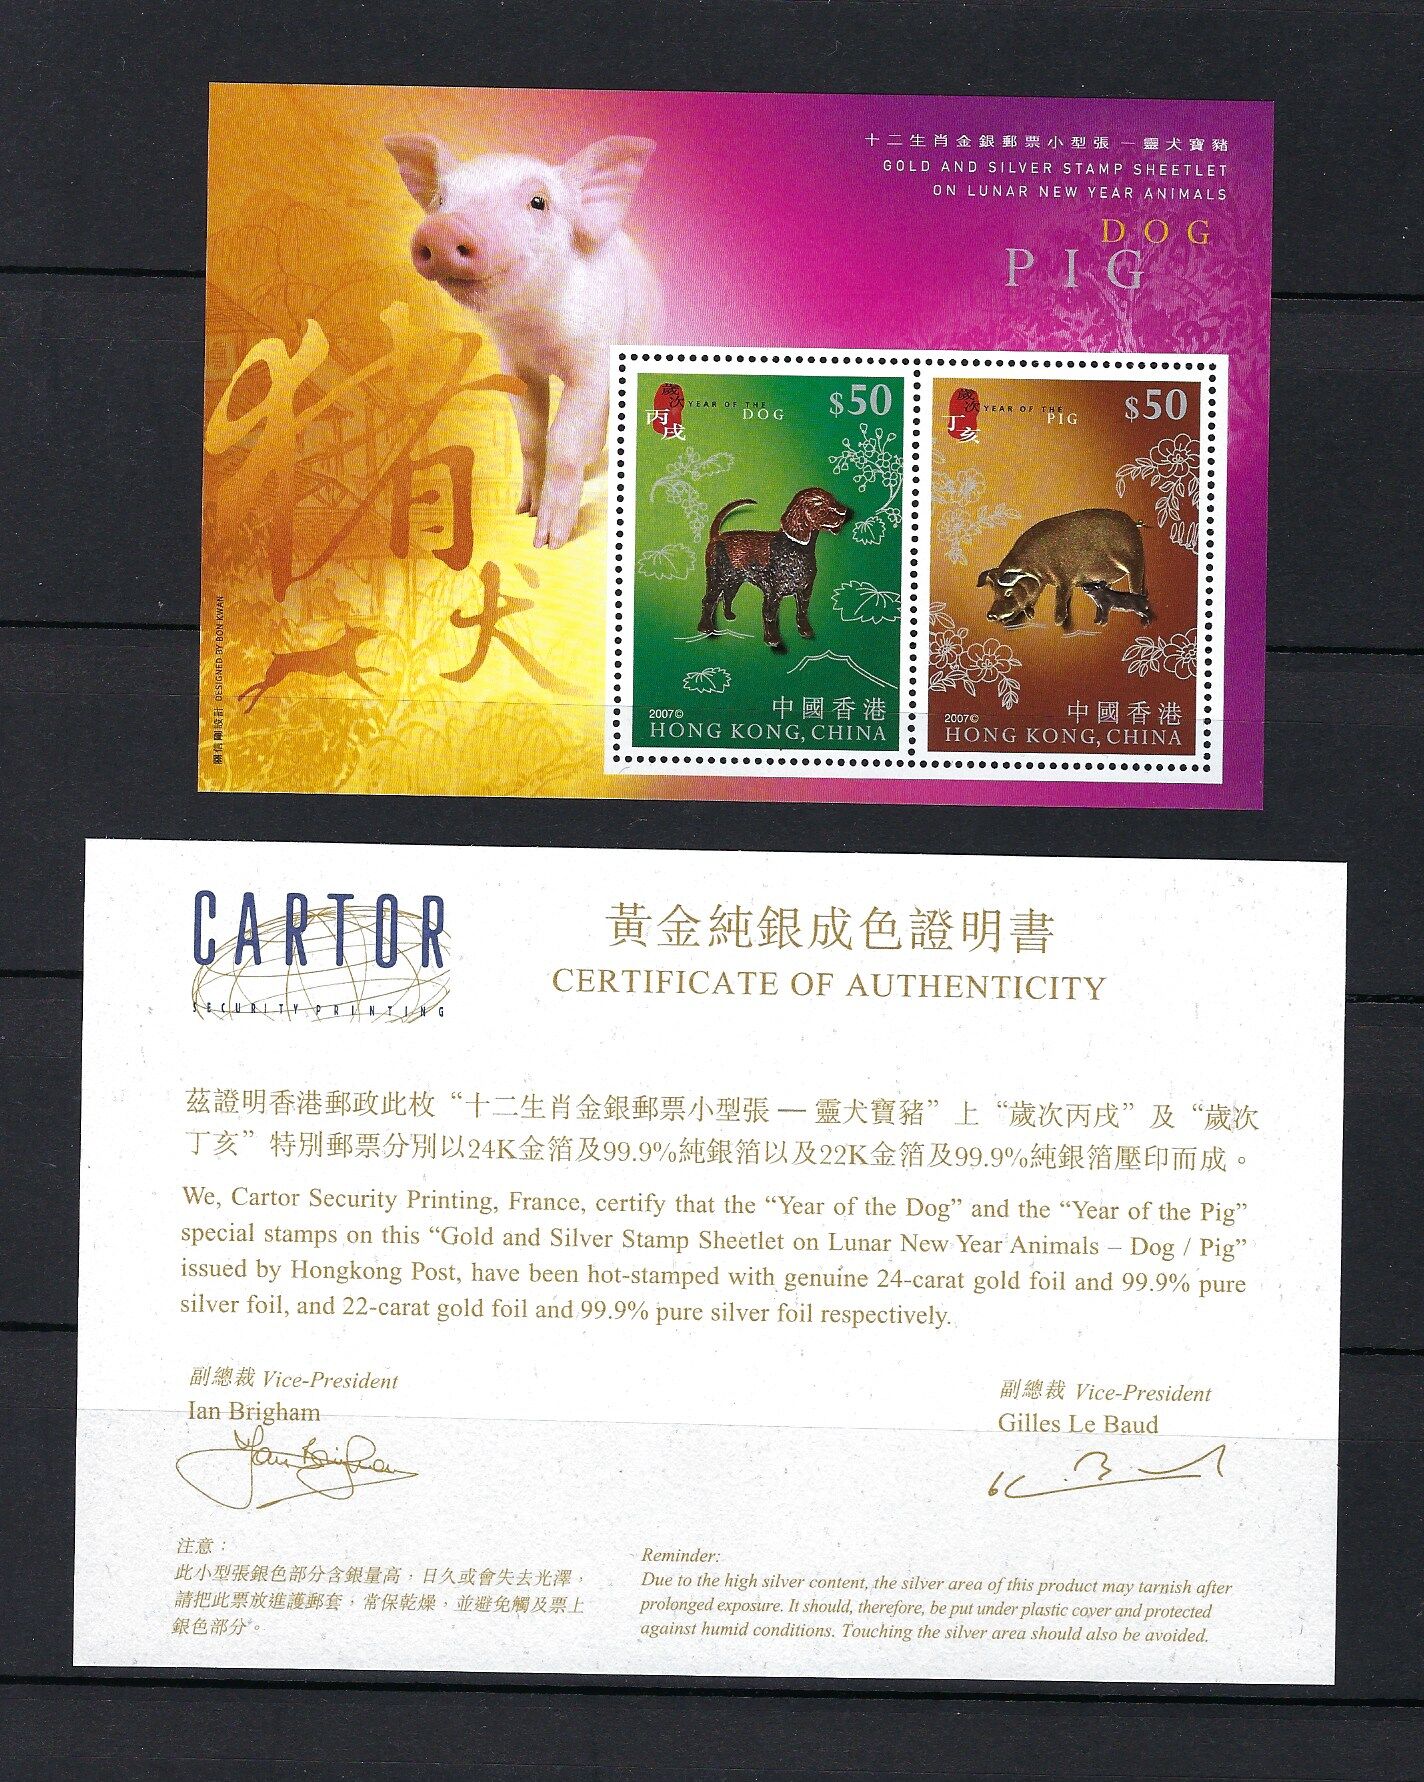 十二生肖金銀郵票小型張 — 靈犬寶豬
GOLD AND SILVER STAMP SHEETLET
ON LUNAR NEW YEAR ANIMALS
DOG
PIG
豬
犬
關信剛設計 DESIGNED BY BON KWAN
歲次
丙戌
YEAR OF THE
DOG
$50
2007©
中國香港
HONG KONG, CHINA
歲次
丁亥
YEAR OF THE
PIG
$50
2007©
中國香港
HONG KONG, CHINA
CARTOR
SECURITY PRINTING
黃金純銀成色證明書
CERTIFICATE OF AUTHENTICITY
茲證明香港郵政此枚“十二生肖金銀郵票小型張 — 靈犬寶豬”上“歲次丙戌”及“歲次
丁亥”特別郵票分別以24K金箔及99.9%純銀箔以及22K金箔及99.9%純銀箔壓印而成。
We, Cartor Security Printing, France, certify that the “Year of the Dog” and the “Year of the Pig”
special stamps on this “Gold and Silver Stamp Sheetlet on Lunar New Year Animals – Dog / Pig”
issued by Hongkong Post, have been hot-stamped with genuine 24-carat gold foil and 99.9% pure
silver foil, and 22-carat gold foil and 99.9% pure silver foil respectively.
副總裁 Vice-President
Ian Brigham
Ian Brigham
副總裁 Vice-President
Gilles Le Baud
注意：
此小型張銀色部分含銀量高，日久或會失去光澤，
請把此票放進護郵套，常保乾燥，並避免觸及票上
銀色部分。
Reminder:
Due to the high silver content, the silver area of this product may tarnish after
prolonged exposure. It should, therefore, be put under plastic cover and protected
against humid conditions. Touching the silver area should also be avoided.